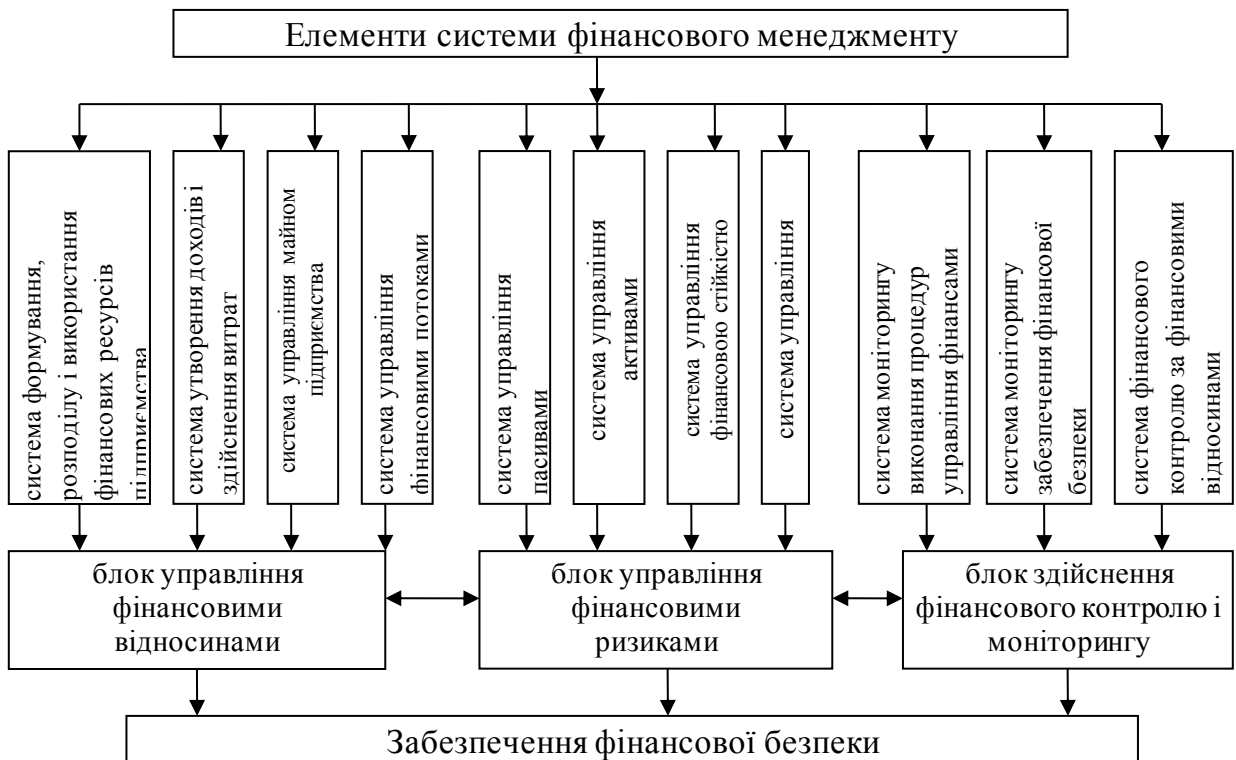 Елементи системи фінансового менеджменту
система формування,
розподілу і використання
фінансових ресурсів
підприємства
система утворення доходів і
здійснення витрат
система управління майном
підприємства
система управління
фінансовими потоками
система управління
пасивами
система управління
активами
система управління
фінансовою стійкістю
система управління
система моніторингу
виконання процедур
управління фінансами
система моніторингу
забезпечення фінансової
безпеки
система фінансового
контролю за фінансовими
відносинами
блок управління
фінансовими
відносинами
блок управління
фінансовими
ризиками
блок здійснення
фінансового контролю і
моніторингу
Забезпечення фінансової безпеки